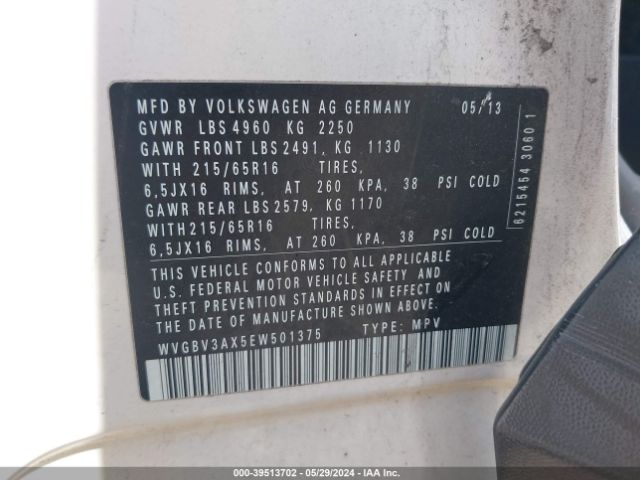 MFD BY VOLKSWAGEN AG GERMANY 05/13
GVWR LBS 4960 KG 2250
GAWR FRONT LBS 2491, KG 1130
WITH 215/65R16 TIRES,
6,5JX16 RIMS, AT 260 KPA, 38 PSI COLD
GAWR REAR LBS 2579, KG 1170
WITH 215/65R16 TIRES,
6,5JX16 RIMS, AT 260 KPA, 38 PSI COLD
THIS VEHICLE CONFORMS TO ALL APPLICABLE
U.S. FEDERAL MOTOR VEHICLE SAFETY AND
THEFT PREVENTION STANDARDS IN EFFECT ON
THE DATE OF MANUFACTURE SHOWN ABOVE.
WVGBV3AX5EW501375 TYPE: MPV
6215454 3060 1
000-39513702 - 05/29/2024 - IAA Inc.